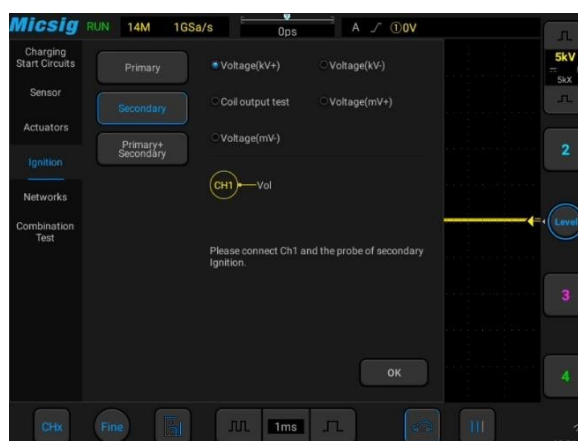 Micsig RUN 14M 1GSa/s 0ps A ①0V
Charging
Start Circuits
Sensor
Actuators
Ignition
Networks
Combination
Test
Primary
Secondary
Primary+
Secondary
Voltage(kV+) Voltage(kV-)
Coil output test Voltage(mV+)
Voltage(mV-)
CH1 Vol
Please connect Ch1 and the probe of secondary
Ignition.
OK
5kV
5kX
2
Level
3
4
CHx Fine 1ms